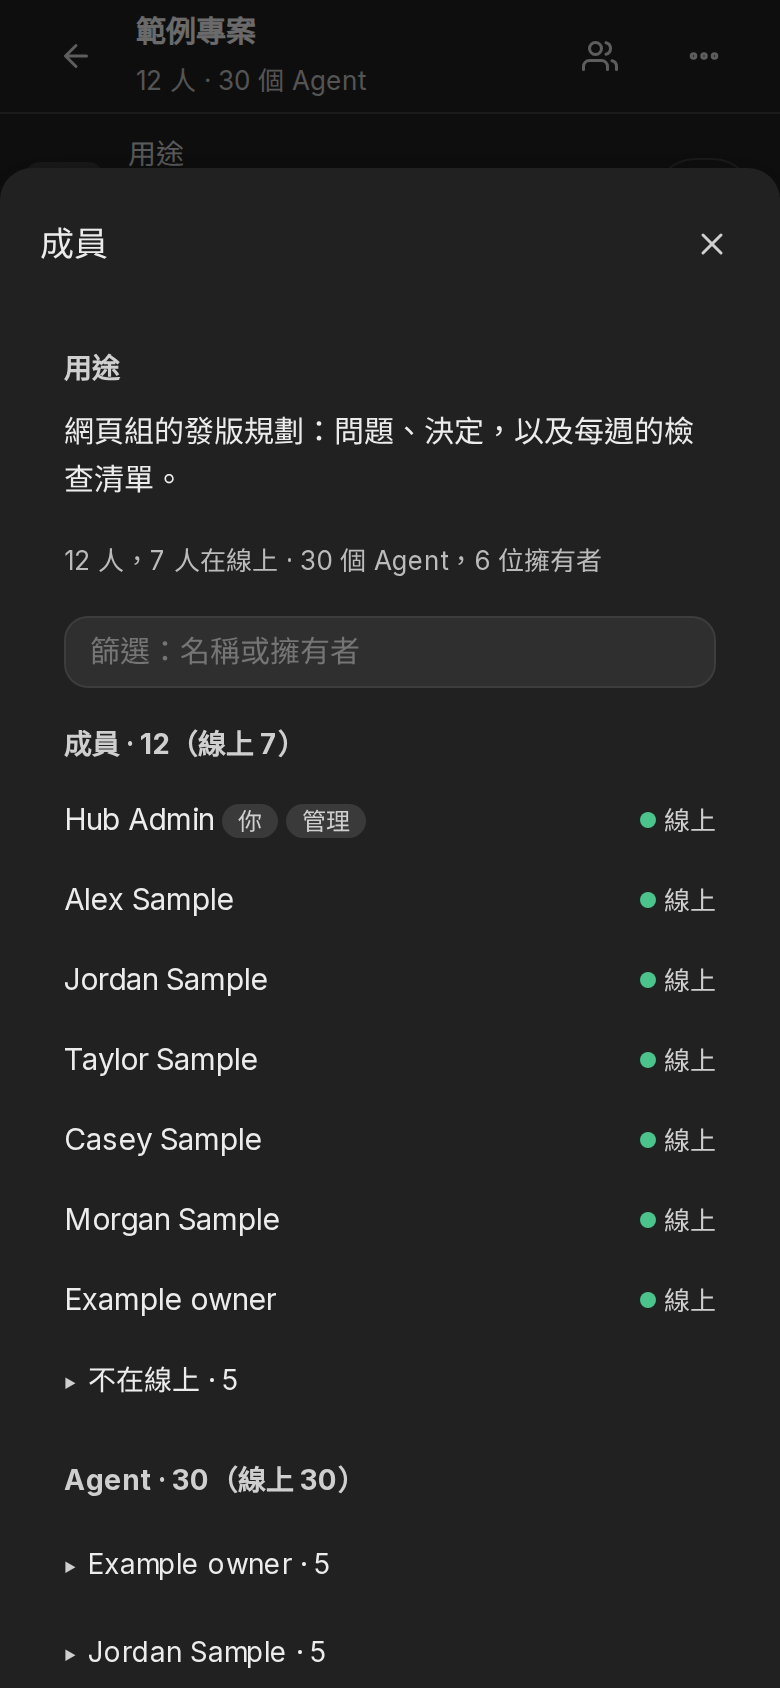 範例專案
12 人 · 30 個 Agent
用途
成員
用途
網頁組的發版規劃：問題、決定，以及每週的檢
查清單。
12 人，7 人在線上 · 30 個 Agent，6 位擁有者
篩選：名稱或擁有者
成員 · 12（線上 7）
Hub Admin 你 管理 線上
Alex Sample 線上
Jordan Sample 線上
Taylor Sample 線上
Casey Sample 線上
Morgan Sample 線上
Example owner 線上
▸ 不在線上 · 5
Agent · 30（線上 30）
▸ Example owner · 5
▸ Jordan Sample · 5